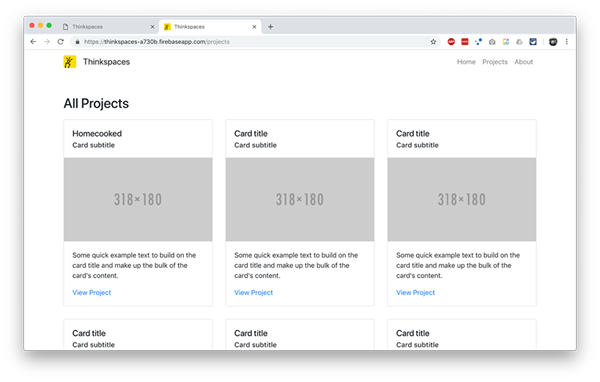 Thinkspaces
Thinkspaces
https://thinkspaces-a730b.firebaseapp.com/projects
Thinkspaces
Home Projects About
All Projects
Homecooked
Card subtitle
318×180
Some quick example text to build on the
card title and make up the bulk of the
card's content.
View Project
Card title
Card subtitle
318×180
Some quick example text to build on the
card title and make up the bulk of the
card's content.
View Project
Card title
Card subtitle
318×180
Some quick example text to build on the
card title and make up the bulk of the
card's content.
View Project
Card title
Card subtitle
Card title
Card subtitle
Card title
Card subtitle